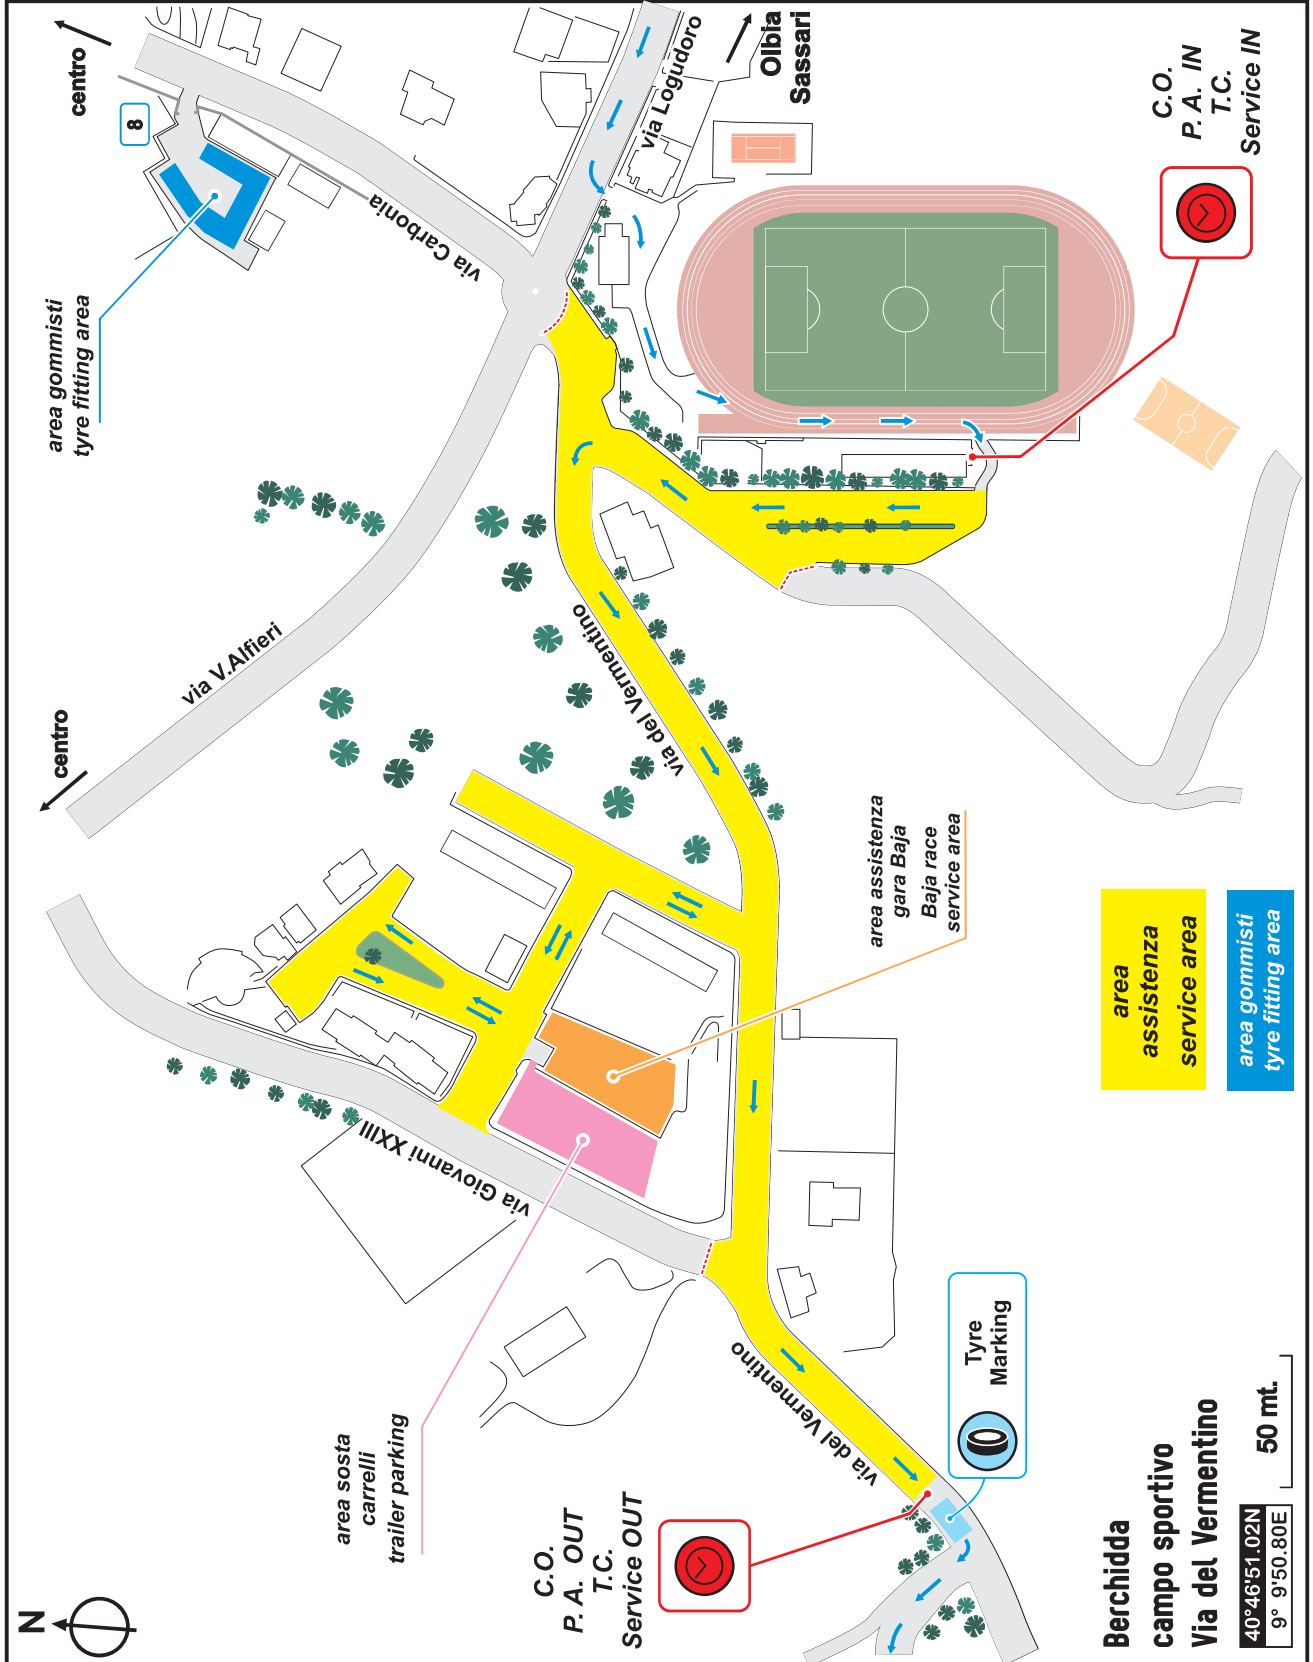 N
centro
8
area gommisti
tyre fitting area
via Carbonia
via Logudoro
Olbia
Sassari
C.O.
P. A. IN
T.C.
Service IN
via V.Alfieri
centro
via del Vermentino
area assistenza
gara Baja
Baja race
service area
area
assistenza
service area
area gommisti
tyre fitting area
via Giovanni XXIII
area sosta
carrelli
trailer parking
via del Vermentino
Tyre
Marking
C.O.
P. A. OUT
T.C.
Service OUT
Berchidda
campo sportivo
Via del Vermentino
40°46'51.02N
9° 9'50.80E
50 mt.